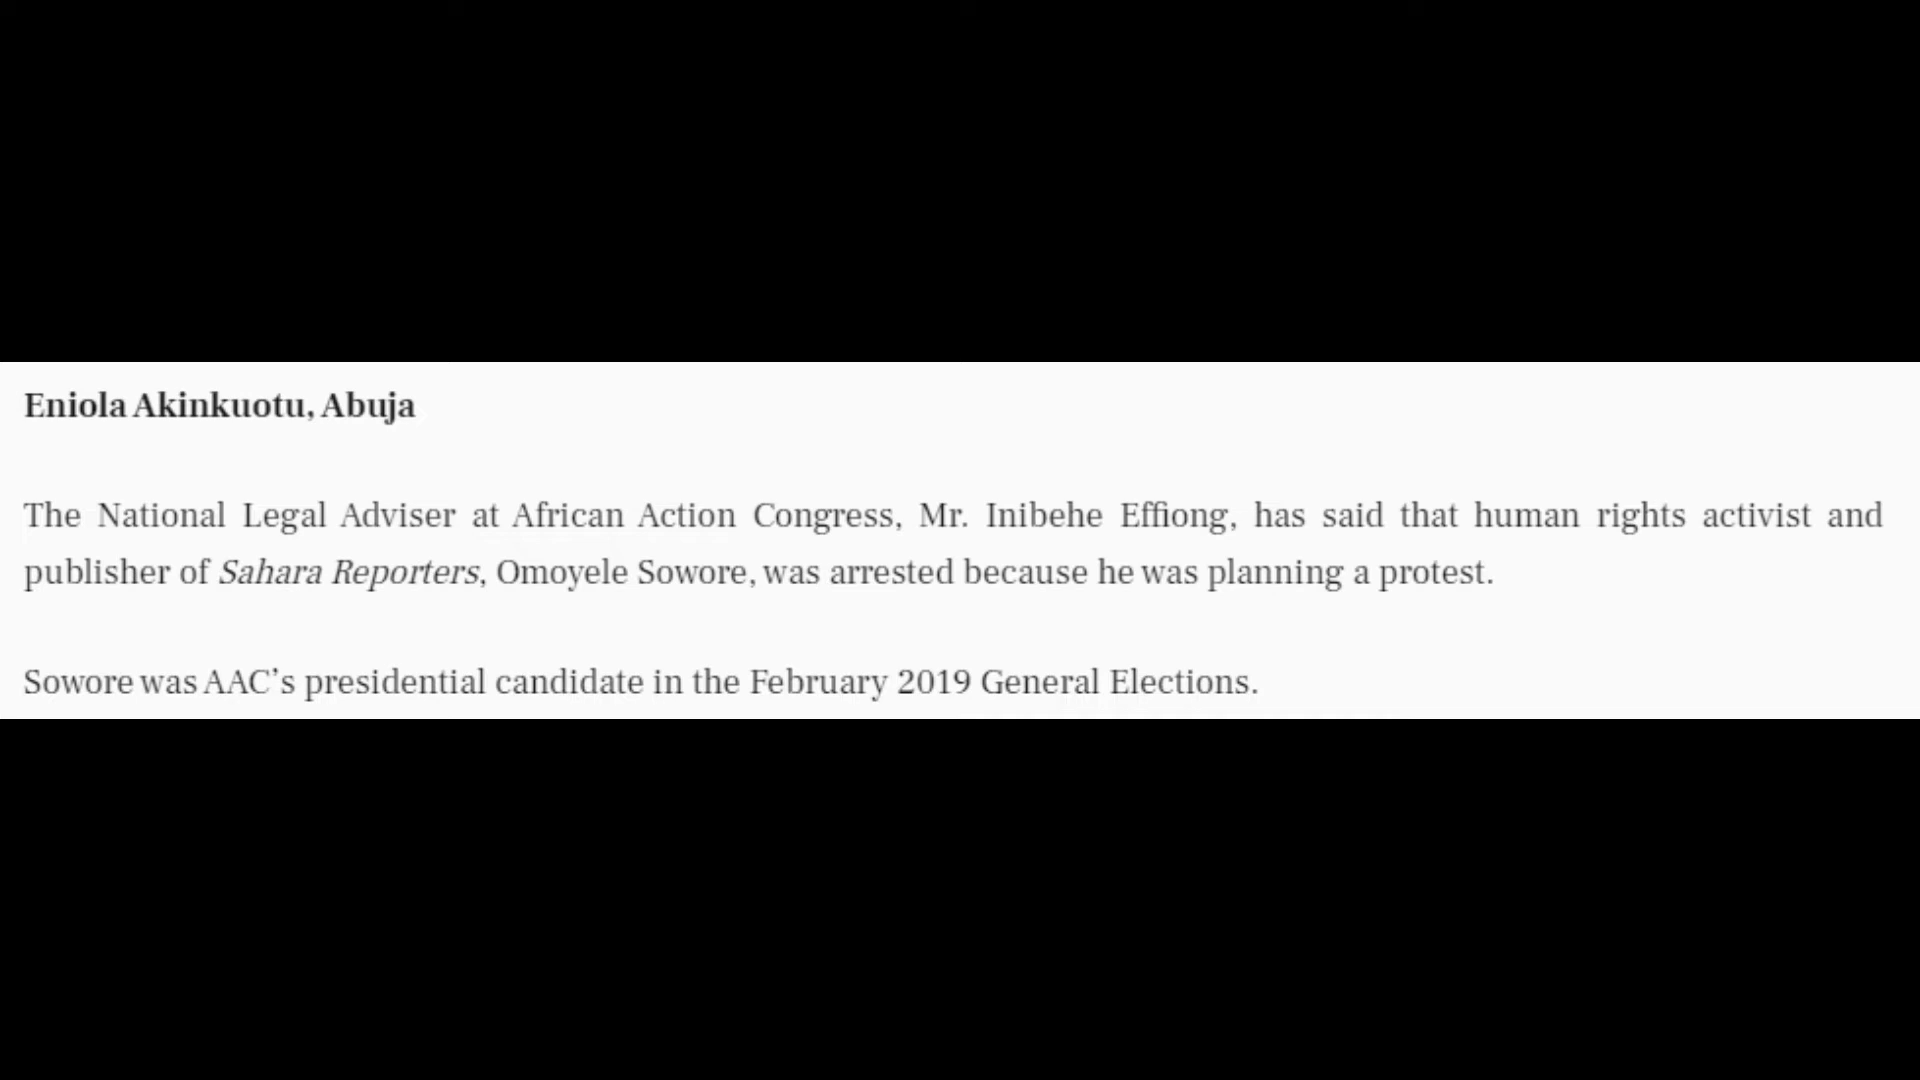 Eniola Akinkuotu, Abuja
The National Legal Adviser at African Action Congress, Mr. Inibehe Effiong, has said that human rights activist and
publisher of Sahara Reporters, Omoyele Sowore, was arrested because he was planning a protest.
Sowore was AAC’s presidential candidate in the February 2019 General Elections.